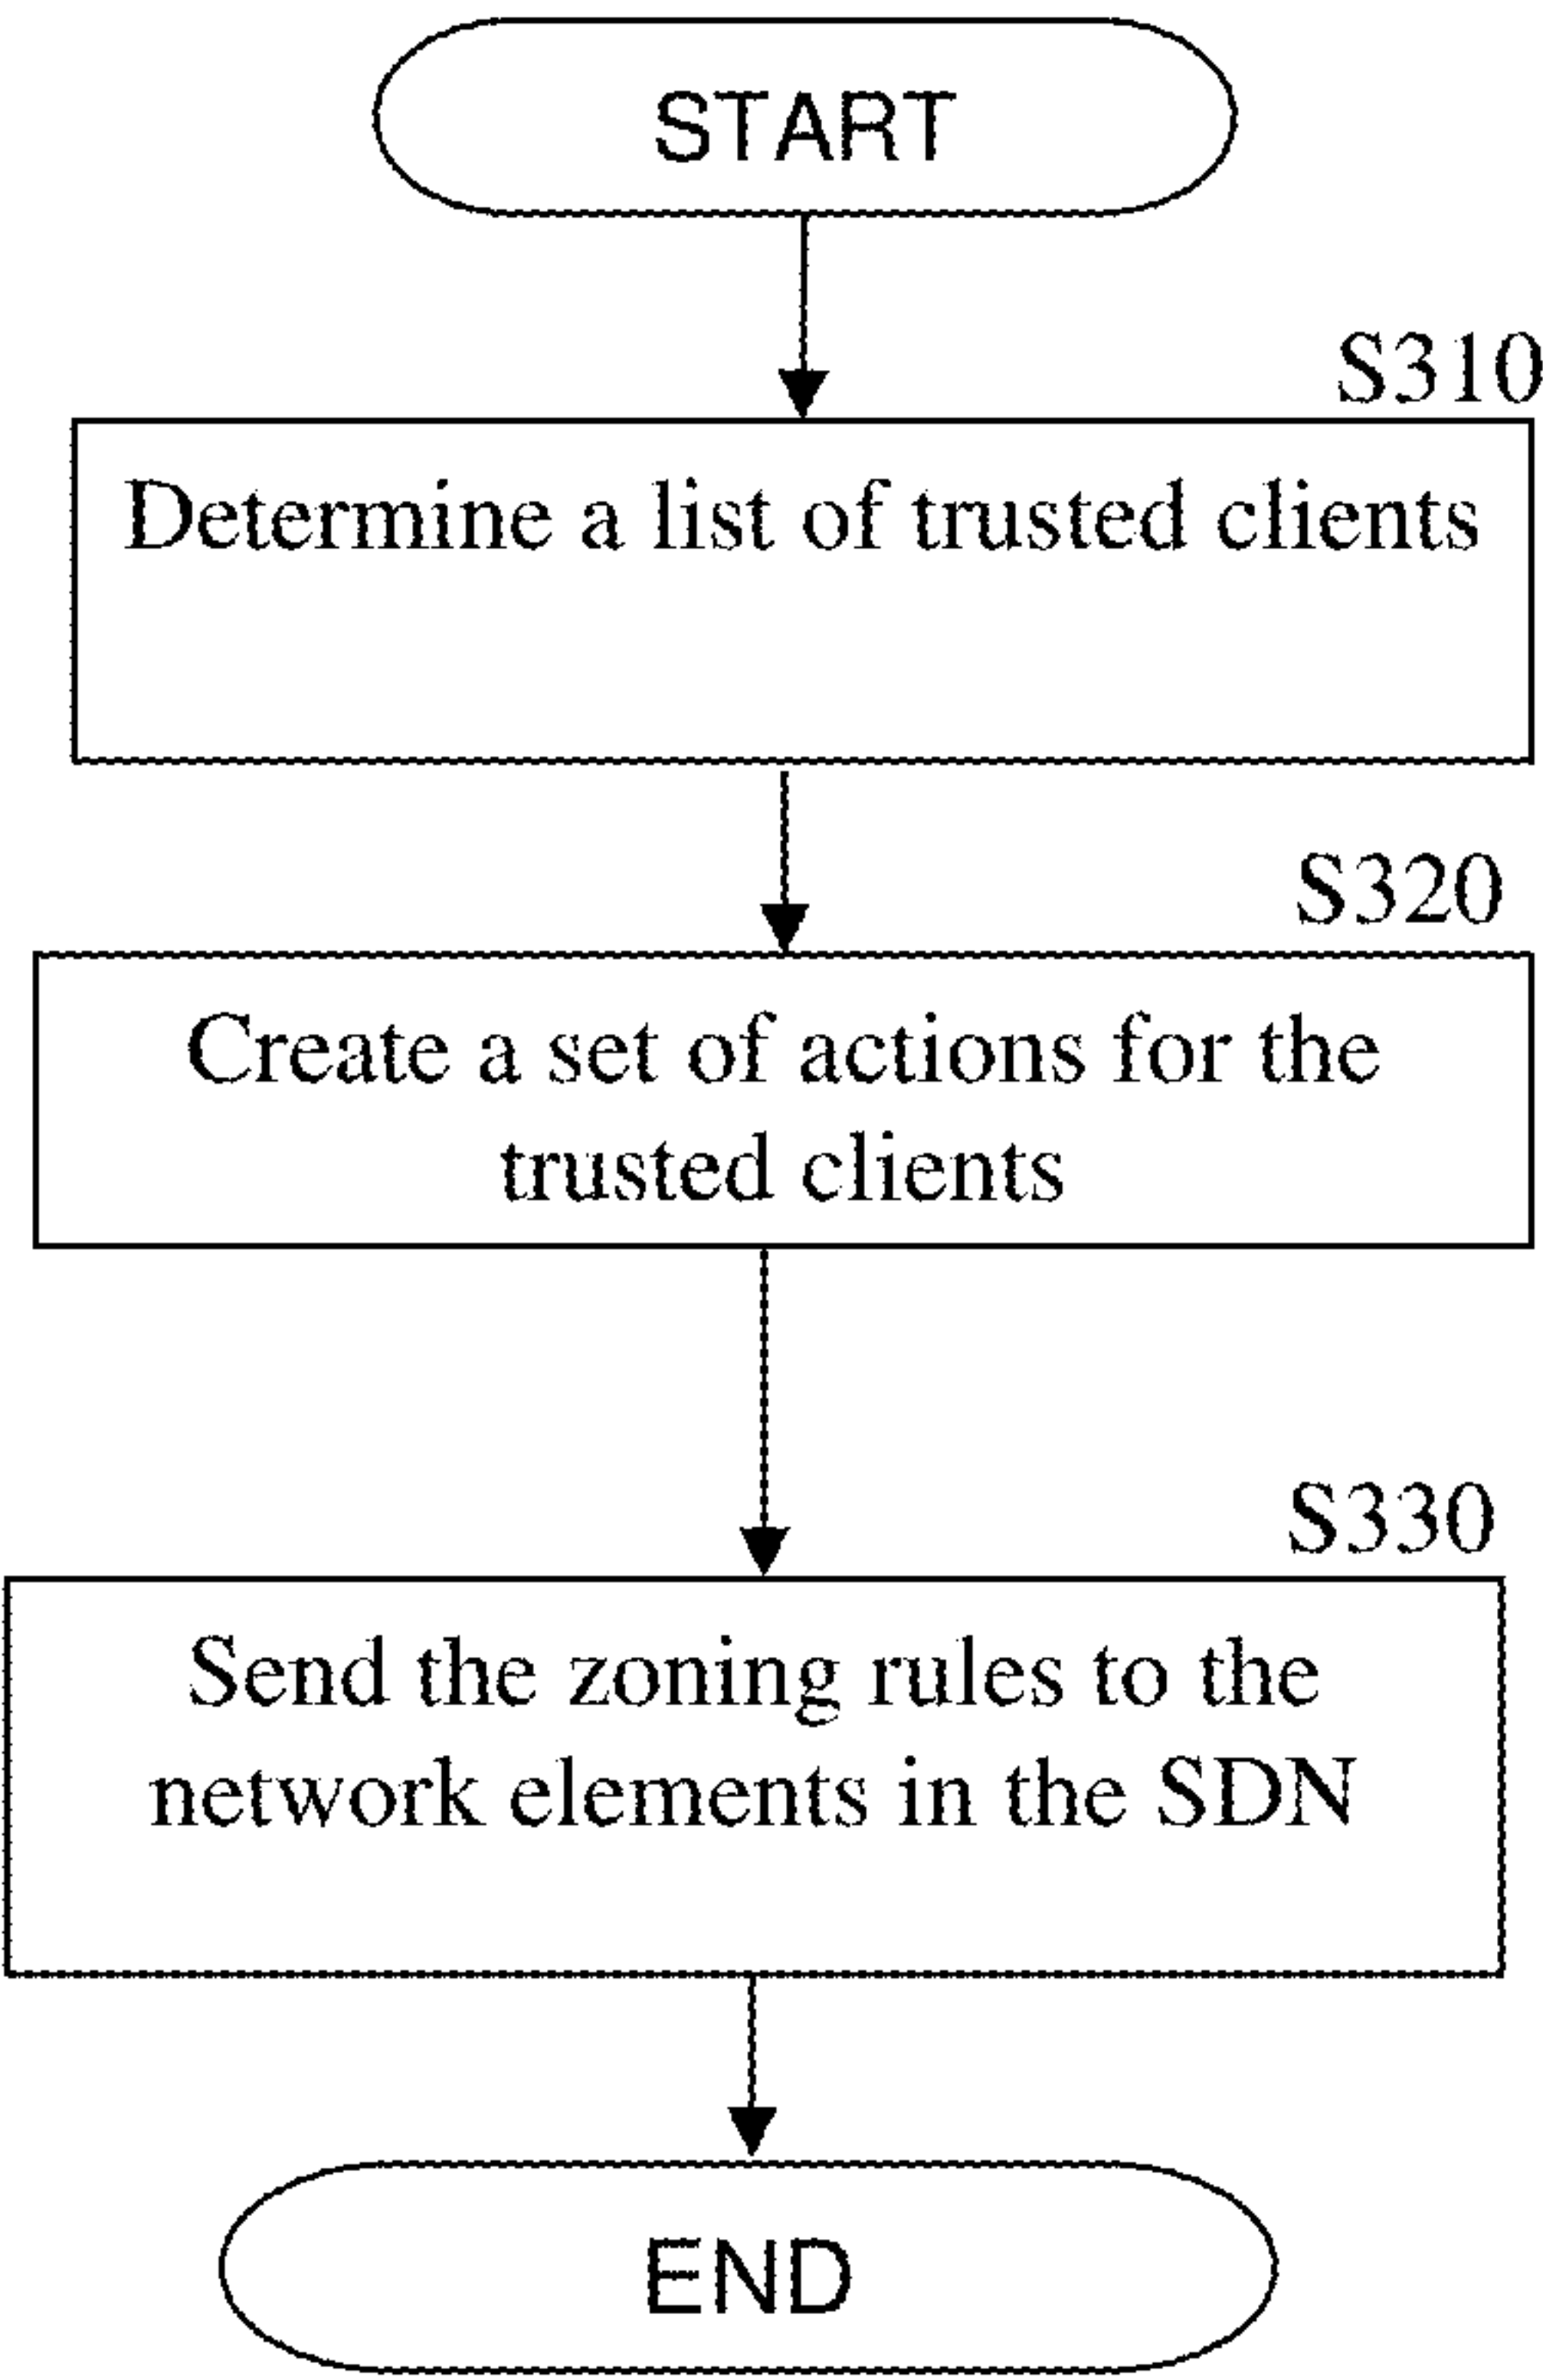 START
S310
Determine a list of trusted clients
S320
Create a set of actions for the
trusted clients
S330
Send the zoning rules to the
network elements in the SDN
END